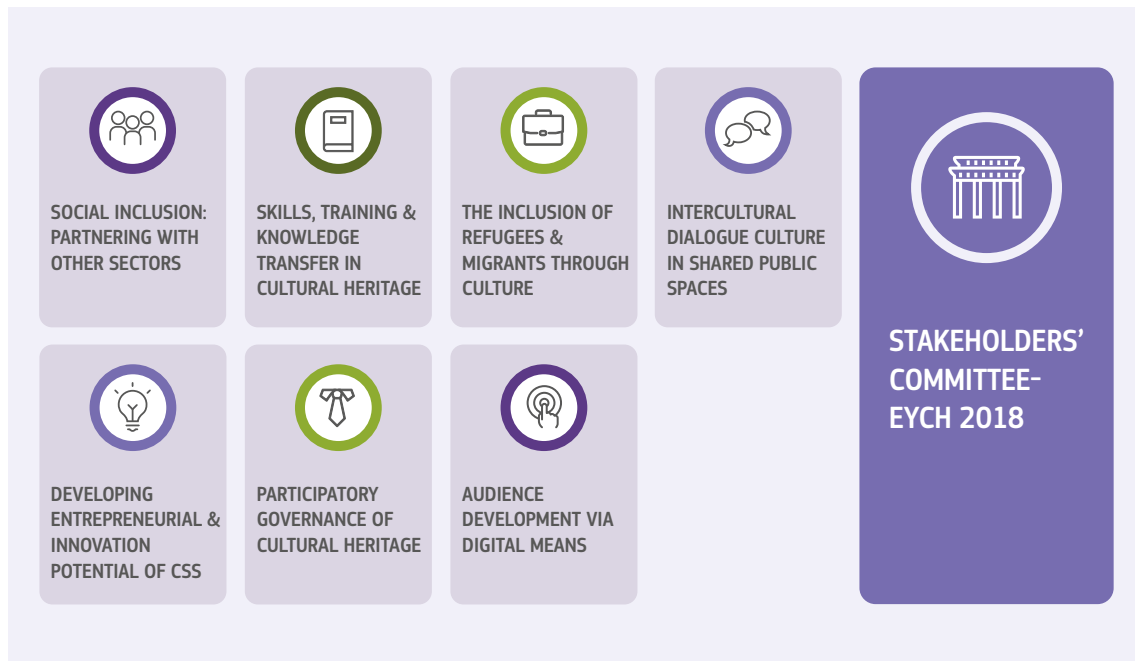 SOCIAL INCLUSION:
PARTNERING WITH
OTHER SECTORS
SKILLS, TRAINING &
KNOWLEDGE
TRANSFER IN
CULTURAL HERITAGE
THE INCLUSION OF
REFUGEES &
MIGRANTS THROUGH
CULTURE
INTERCULTURAL
DIALOGUE CULTURE
IN SHARED PUBLIC
SPACES
DEVELOPING
ENTREPRENEURIAL &
INNOVATION
POTENTIAL OF CSS
PARTICIPATORY
GOVERNANCE OF
CULTURAL HERITAGE
AUDIENCE
DEVELOPMENT VIA
DIGITAL MEANS
STAKEHOLDERS’
COMMITTEE-
EYCH 2018